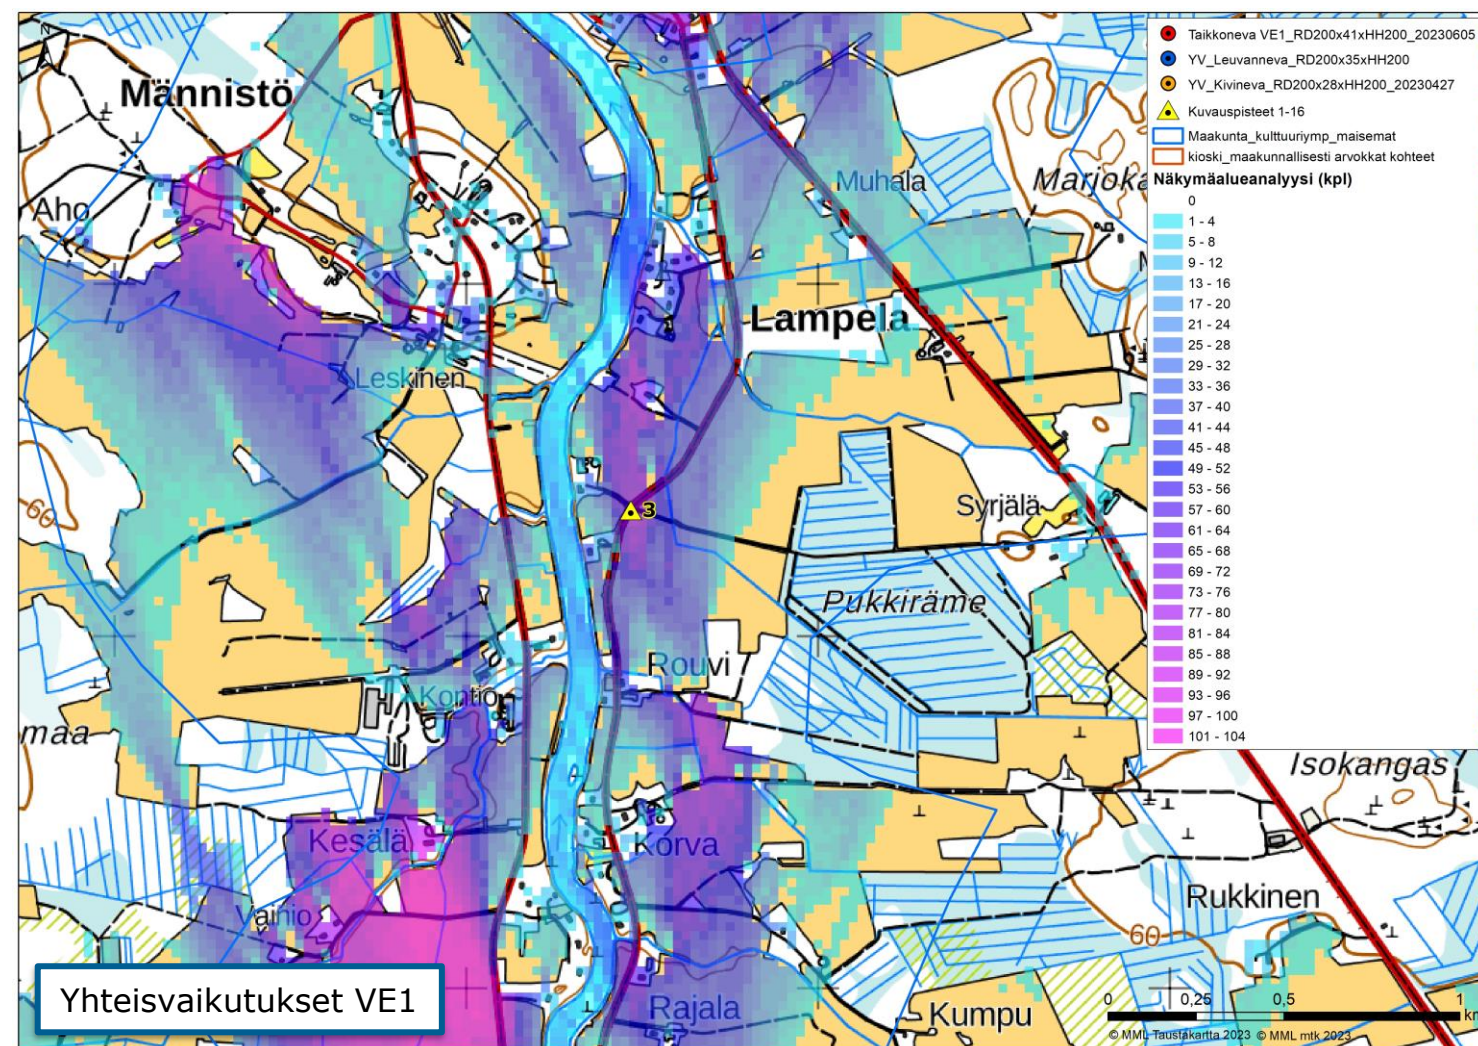 N
Männistö
Aho
Leskinen
Muhala
Marioka
Lampela
Syrjälä
Pukkiräme
3
60
Rouvi
Kontio
maa
Kesälä
Korva
Vainio
Isokangas
Rukkinen
60
Rajala
Kumpu
Yhteisvaikutukset VE1
Taikkoneva VE1_RD200x41xHH200_20230605
YV_Leuvanneva_RD200x35xHH200
YV_Kivineva_RD200x28xHH200_20230427
Kuvauspisteet 1-16
Maakunta_kulttuuriymp_maisemat
kioski_maakunnallisesti arvokkat kohteet
Näkymäalueanalyysi (kpl)
0
1 - 4
5 - 8
9 - 12
13 - 16
17 - 20
21 - 24
25 - 28
29 - 32
33 - 36
37 - 40
41 - 44
45 - 48
49 - 52
53 - 56
57 - 60
61 - 64
65 - 68
69 - 72
73 - 76
77 - 80
81 - 84
85 - 88
89 - 92
93 - 96
97 - 100
101 - 104
0 0,25 0,5 1
km
© MML Taustakartta 2023 © MML mtk 2023